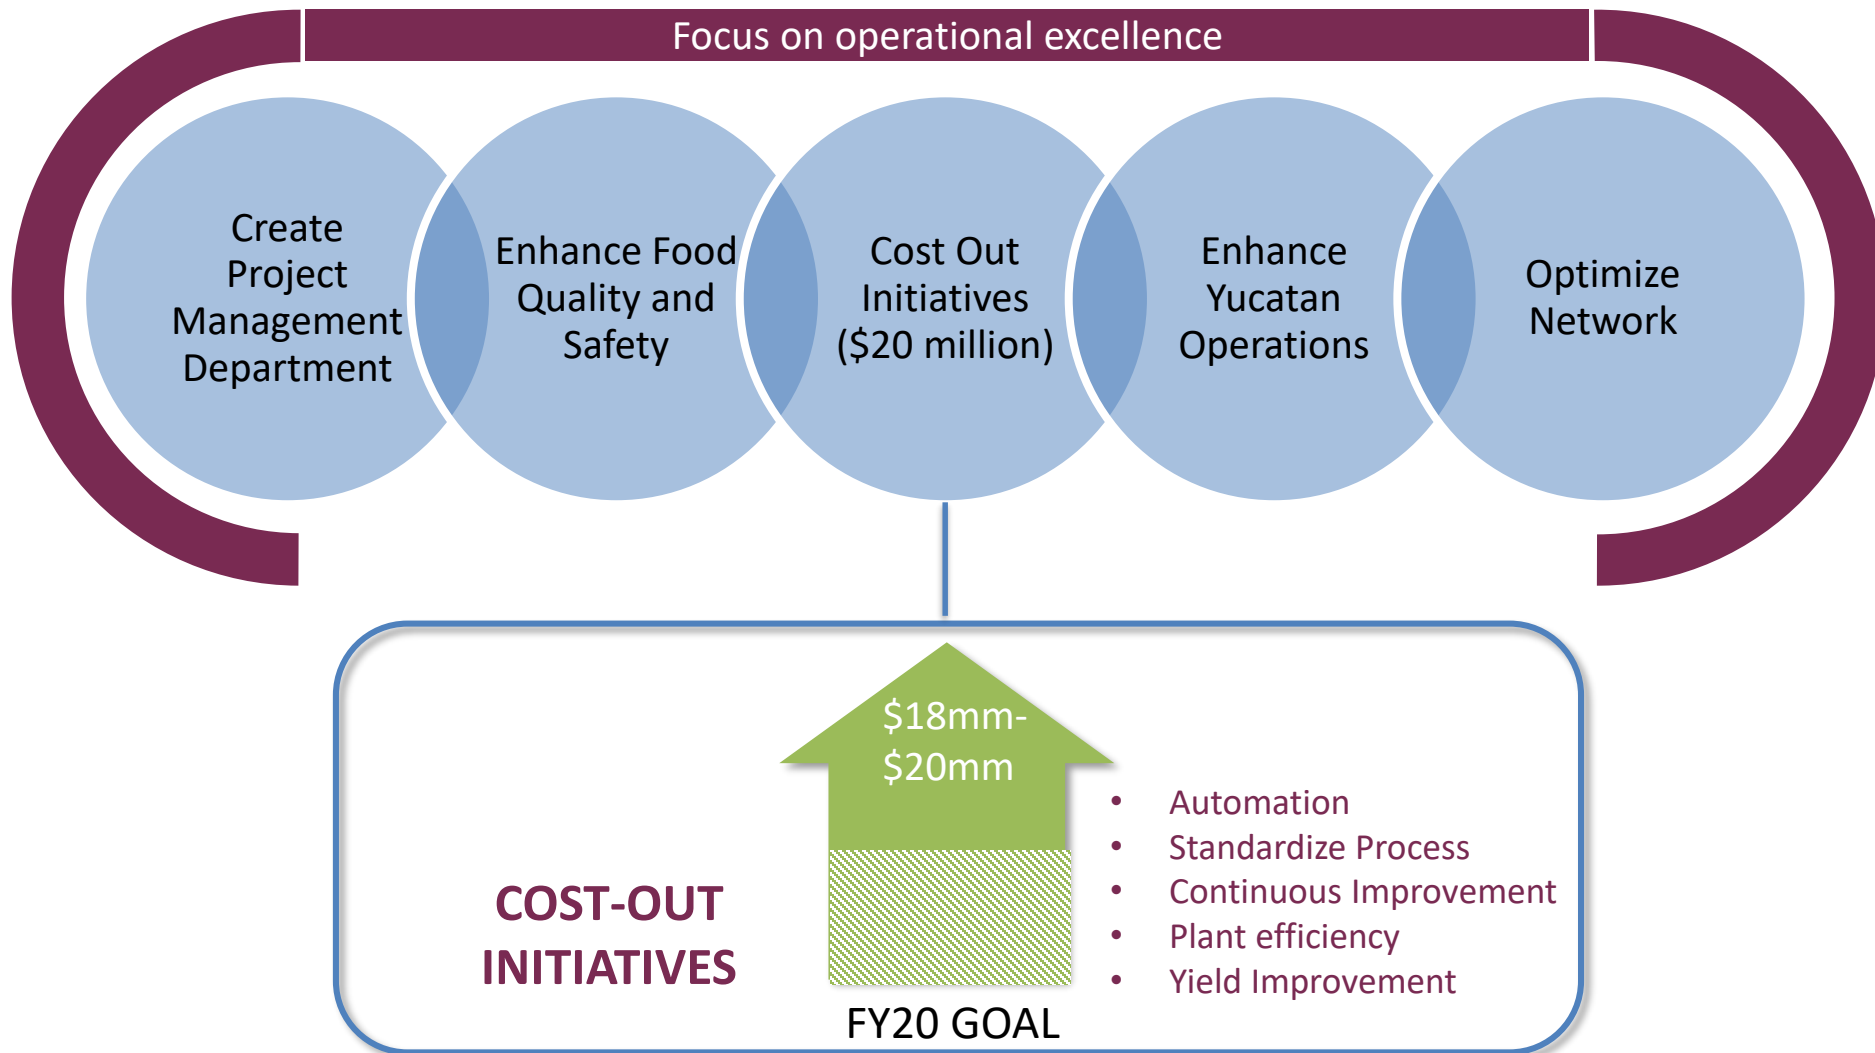 Focus on operational excellence
Create
Project
Management
Department
Enhance Food
Quality and
Safety
Cost Out
Initiatives
($20 million)
Enhance
Yucatan
Operations
Optimize
Network
$18mm-
$20mm
COST-OUT
INITIATIVES
• Automation
• Standardize Process
• Continuous Improvement
• Plant efficiency
• Yield Improvement
FY20 GOAL